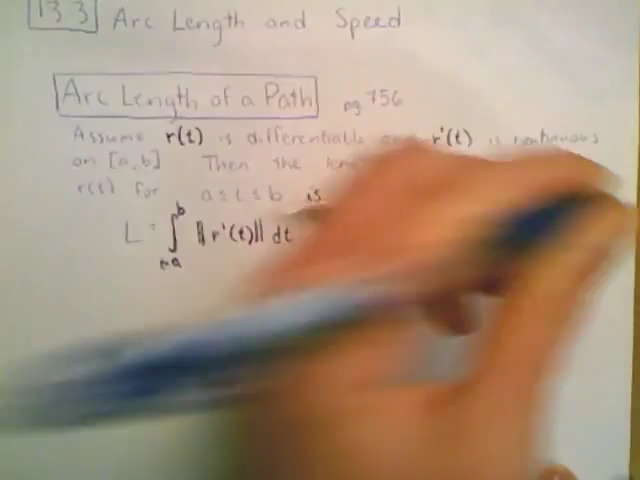 13.3 Arc Length and Speed
Arc Length of a Path pg 756
Assume r(t) is differentiable r'(t) is continuous
on [a,b] Then the
r(t) for a ≤ t ≤ b is
L = ∫_{t=a}^{b} ||r'(t)|| dt